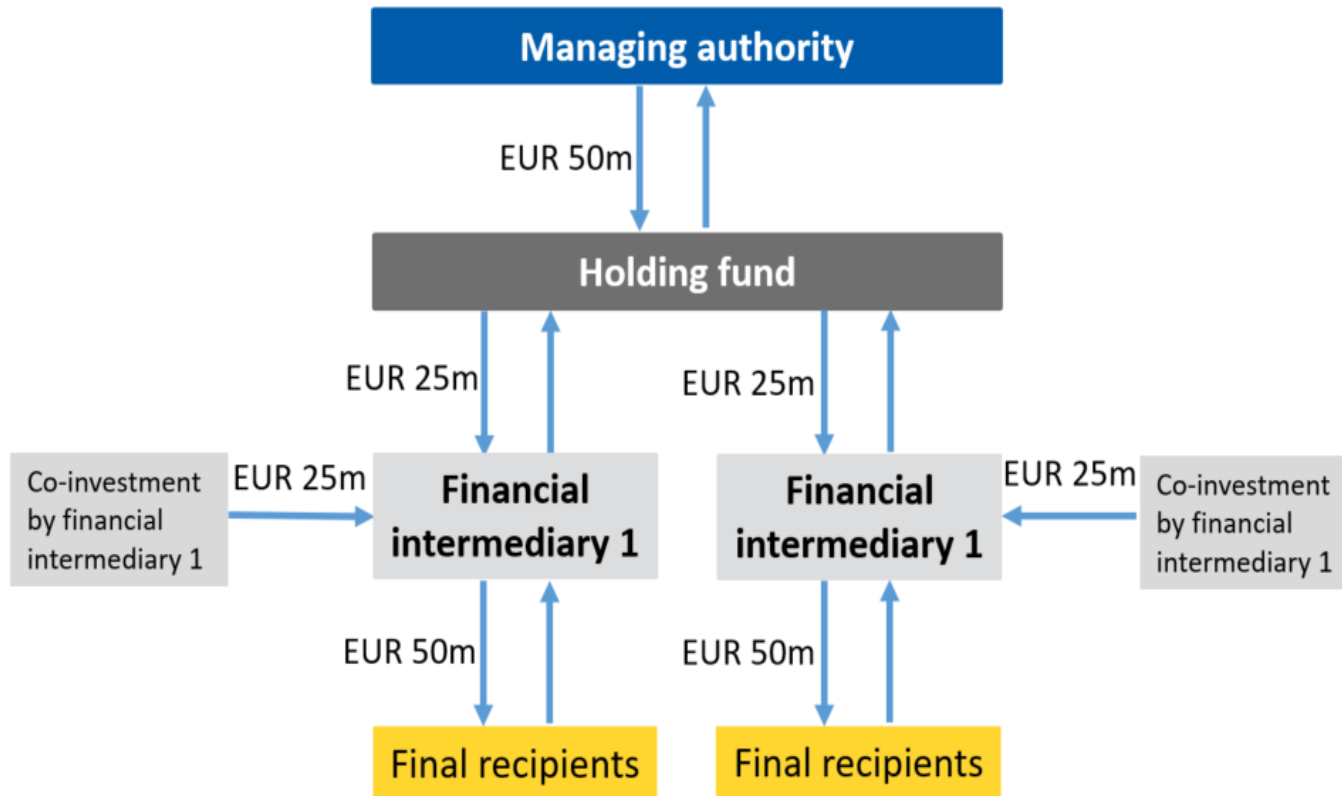 Managing authority
EUR 50m
Holding fund
EUR 25m
EUR 25m
Co-investment
by financial
intermediary 1
EUR 25m
Financial
intermediary 1
Financial
intermediary 1
EUR 25m
Co-investment
by financial
intermediary 1
EUR 50m
EUR 50m
Final recipients
Final recipients